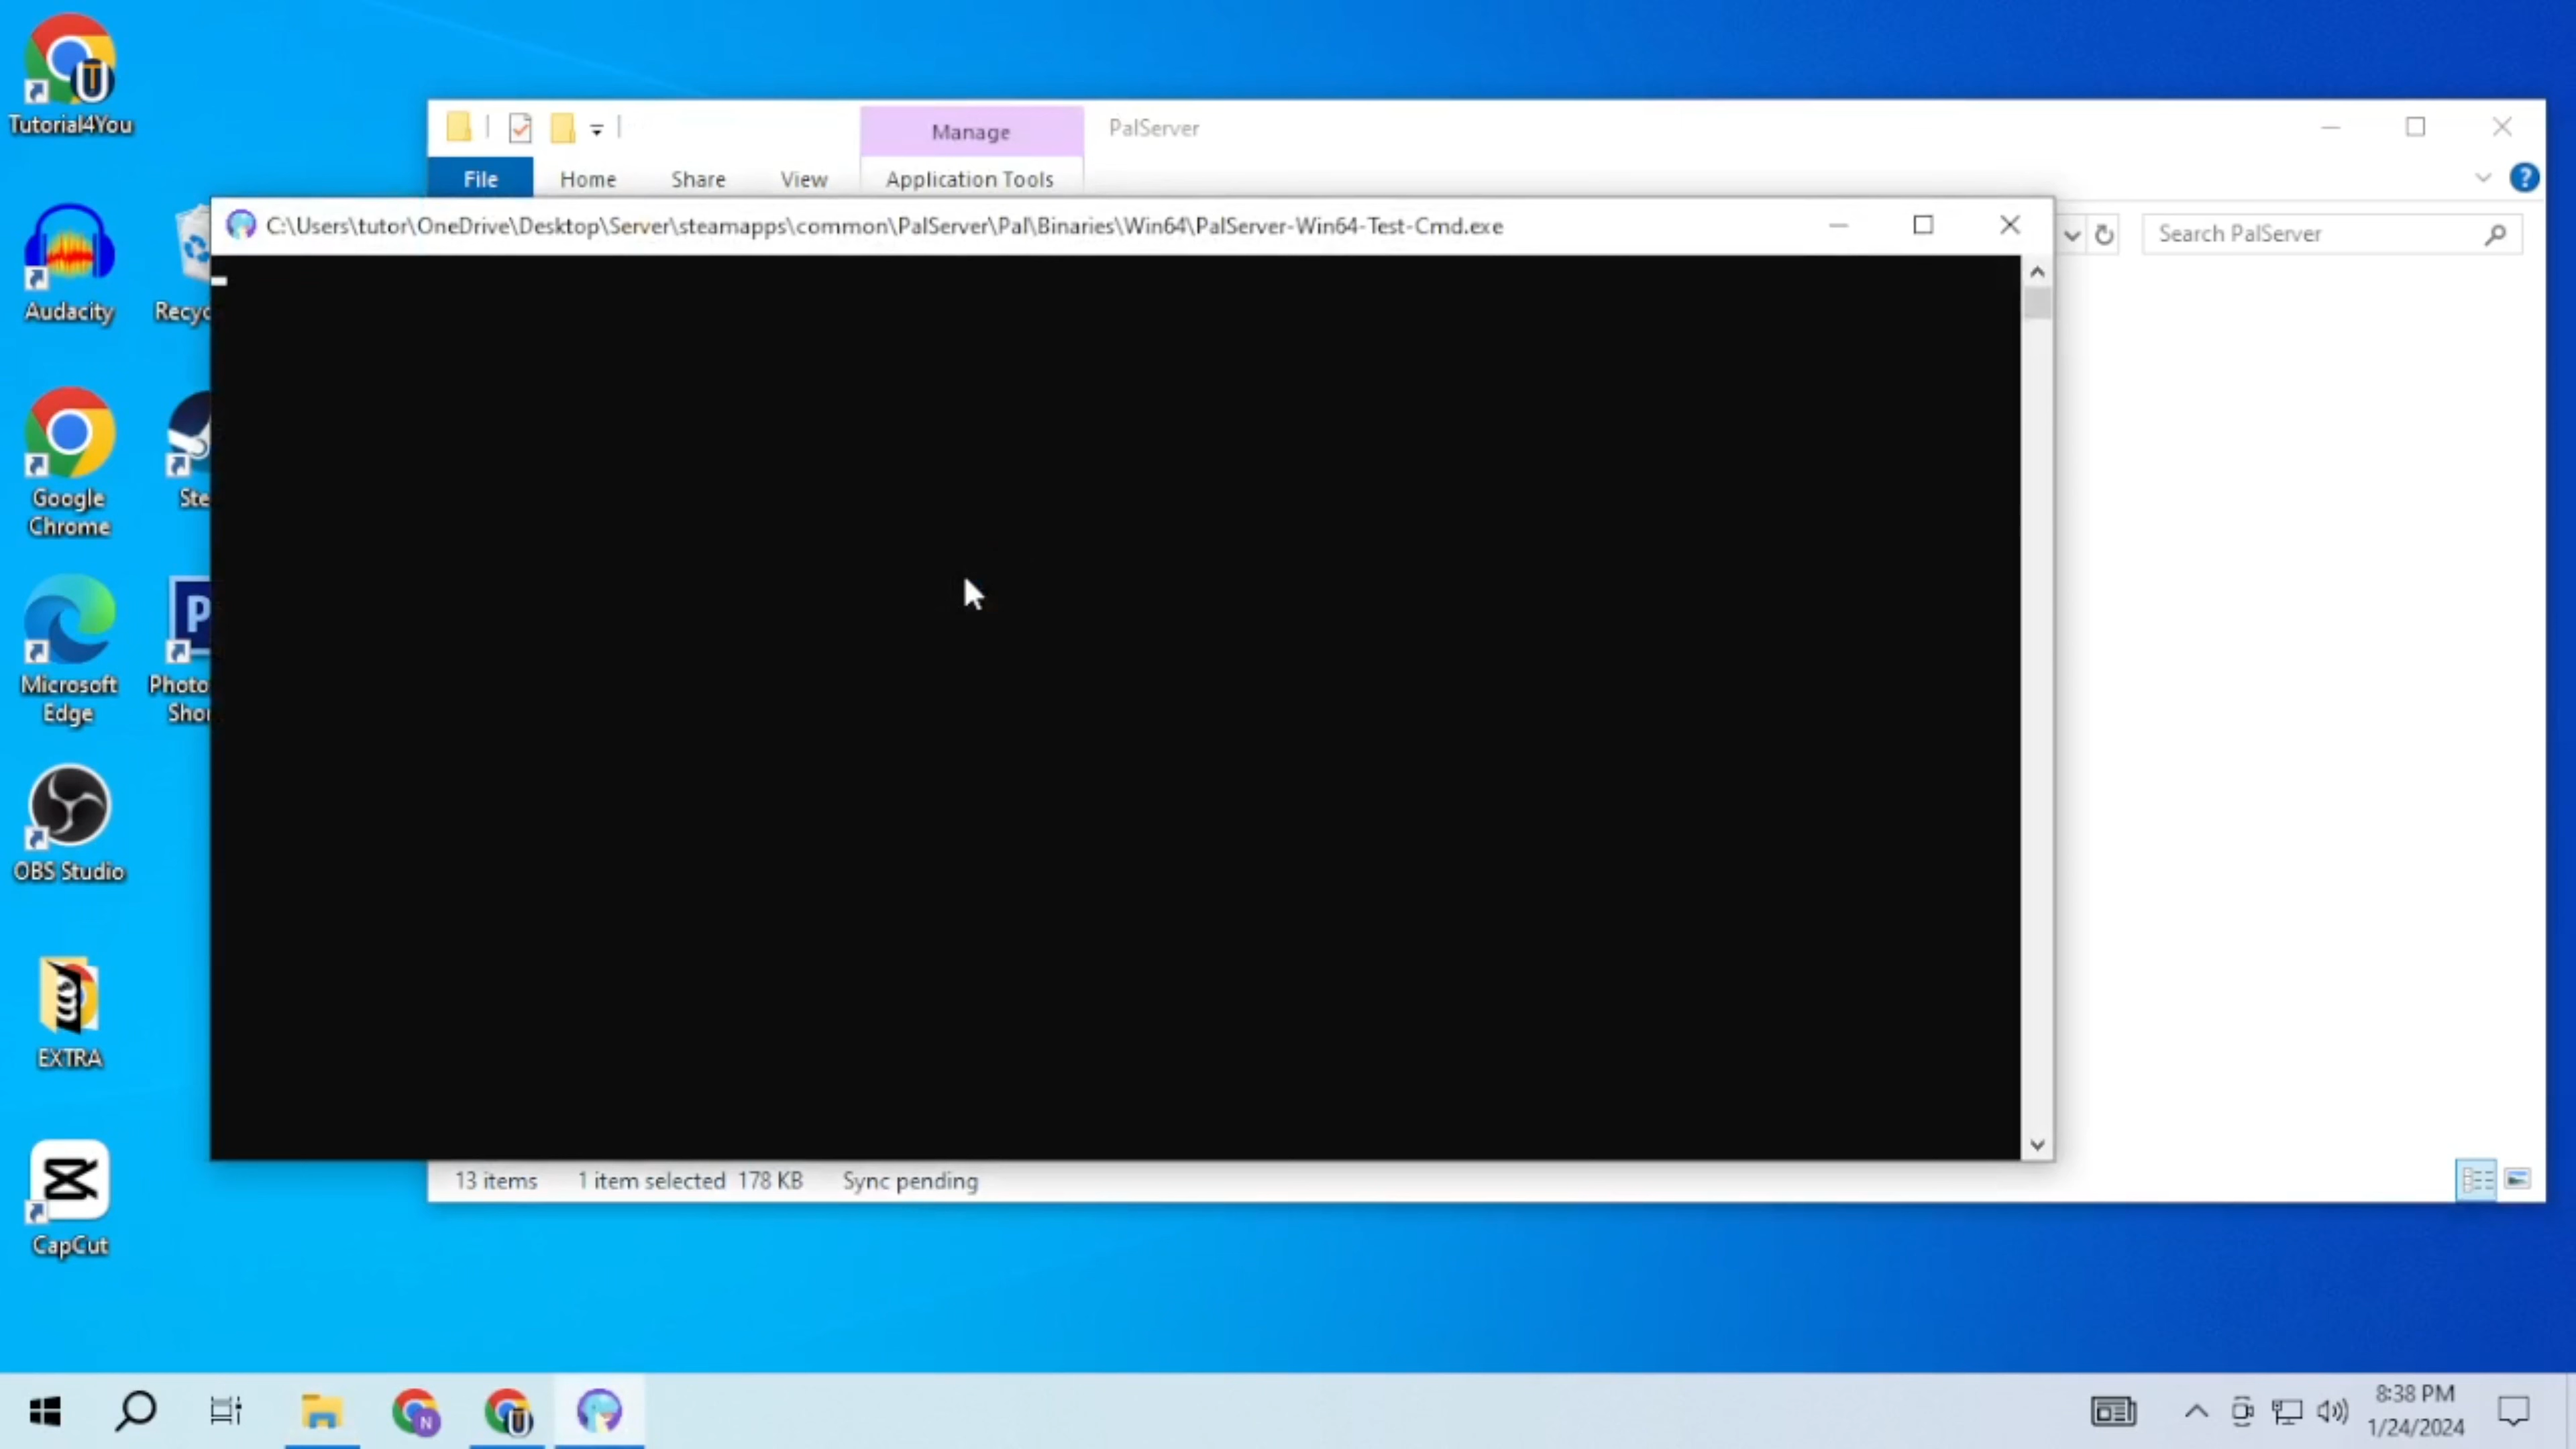 Tutorial4You
Manage
PalServer
File
Home
Share
View
Application Tools
C:\Users\tutor\OneDrive\Desktop\Server\steamapps\common\PalServer\Pal\Binaries\Win64\PalServer-Win64-Test-Cmd.exe
Search PalServer
Audacity
Recyc
Google
Chrome
Ste
Microsoft
Edge
Photo
Sho
OBS Studio
EXTRA
CapCut
13 items
1 item selected 178 KB
Sync pending
8:38 PM
1/24/2024